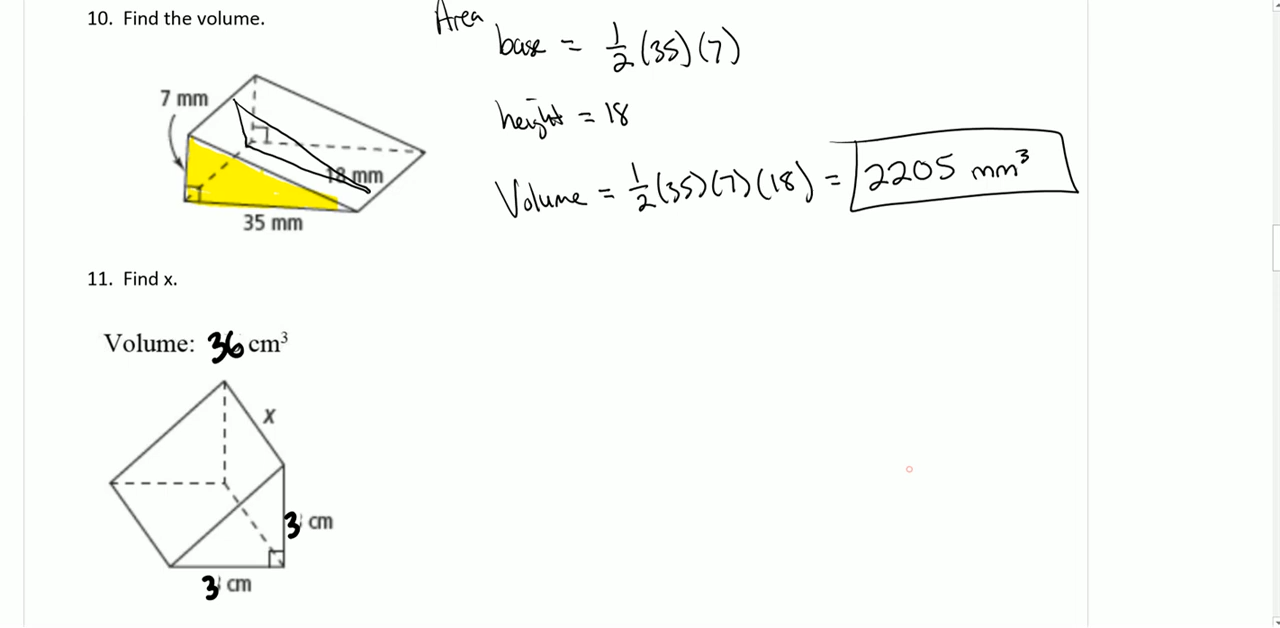 10. Find the volume.
Area
base = 1/2 (35)(7)
7 mm
height = 18
18 mm
Volume = 1/2 (35)(7)(18) = 2205 mm³
35 mm
11. Find x.
Volume: 36 cm³
x
3 cm
3 cm